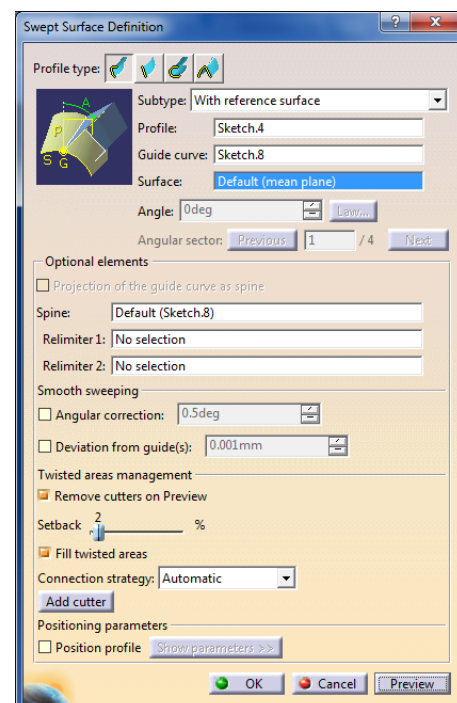 Swept Surface Definition
? X
Profile type:
A
P
S G
Subtype: With reference surface
Profile: Sketch.4
Guide curve: Sketch.8
Surface: Default (mean plane)
Angle: 0deg Law...
Angular sector: Previous 1 / 4 Next
Optional elements
Projection of the guide curve as spine
Spine: Default (Sketch.8)
Relimiter 1: No selection
Relimiter 2: No selection
Smooth sweeping
Angular correction: 0.5deg
Deviation from guide(s): 0.001mm
Twisted areas management
Remove cutters on Preview
Setback 2 %
Fill twisted areas
Connection strategy: Automatic
Add cutter
Positioning parameters
Position profile Show parameters >>
OK Cancel Preview